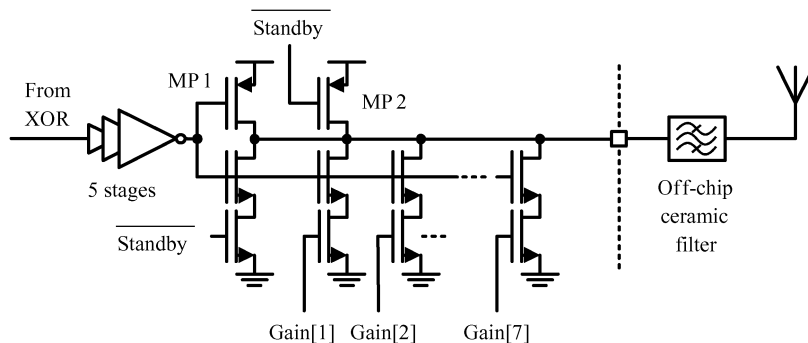 Standby
MP 1
From
XOR
MP 2
5 stages
Standby
Off-chip
ceramic
filter
Gain[1] Gain[2] Gain[7]